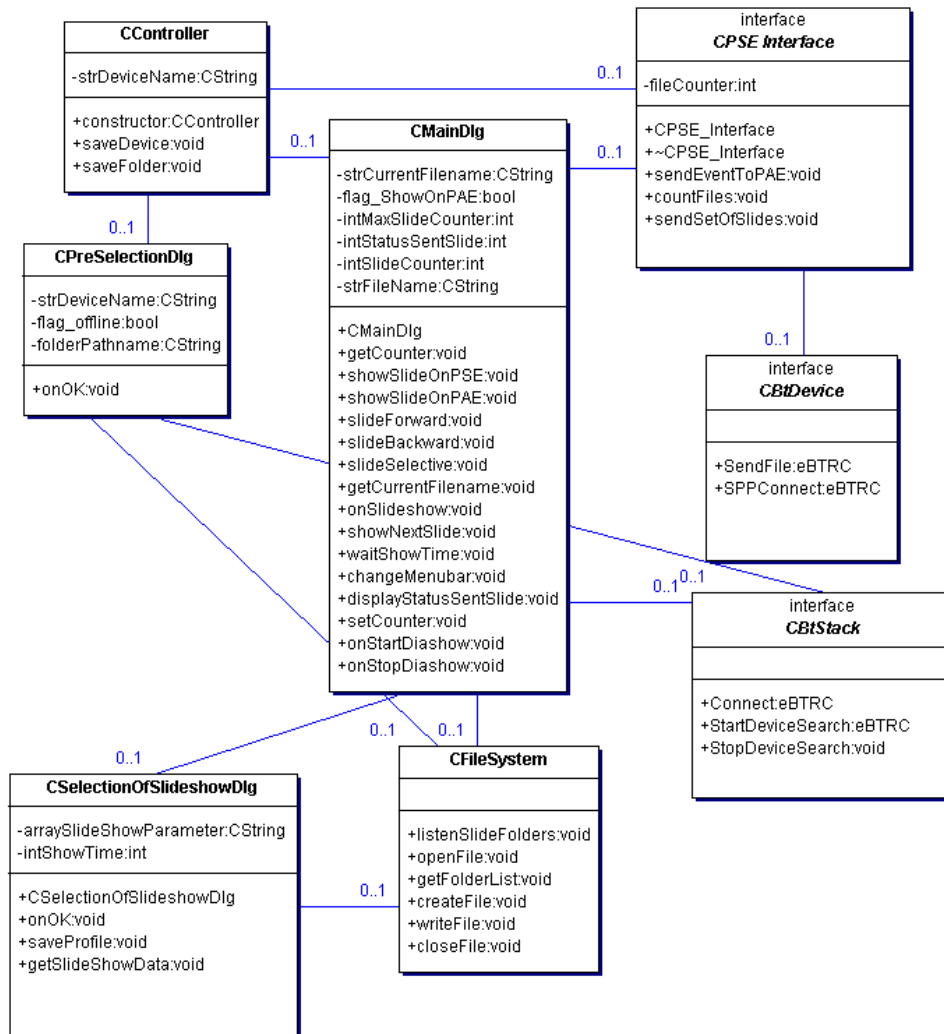 CController
-strDeviceName:CString
+constructor:CController
+saveDevice:void
+saveFolder:void
0..1
0..1
0..1
interface
CPSE Interface
-fileCounter:int
+CPSE_Interface
+~CPSE_Interface
+sendEventToPAE:void
+countFiles:void
+sendSetOfSlides:void
0..1
CMainDlg
-strCurrentFilename:CString
-flag_ShowOnPAE:bool
-intMaxSlideCounter:int
-intStatusSentSlide:int
-intSlideCounter:int
-strFileName:CString
+CMainDlg
+getCounter:void
+showSlideOnPSE:void
+showSlideOnPAE:void
+slideForward:void
+slideBackward:void
+slideSelective:void
+getCurrentFilename:void
+onSlideshow:void
+showNextSlide:void
+waitShowTime:void
+changeMenubar:void
+displayStatusSentSlide:void
+setCounter:void
+onStartDiashow:void
+onStopDiashow:void
CPreSelectionDlg
-strDeviceName:CString
-flag_offline:bool
-folderPathname:CString
+onOK:void
0..1
interface
CBtDevice
+SendFile:eBTRC
+SPPConnect:eBTRC
0..1
0..1
interface
CBtStack
+Connect:eBTRC
+StartDeviceSearch:eBTRC
+StopDeviceSearch:void
0..1
0..1
0..1
CSelectionOfSlideshowDlg
-arraySlideShowParameter:CString
-intShowTime:int
+CSelectionOfSlideshowDlg
+onOK:void
+saveProfile:void
+getSlideShowData:void
0..1
CFileSystem
+listenSlideFolders:void
+openFile:void
+getFolderList:void
+createFile:void
+writeFile:void
+closeFile:void